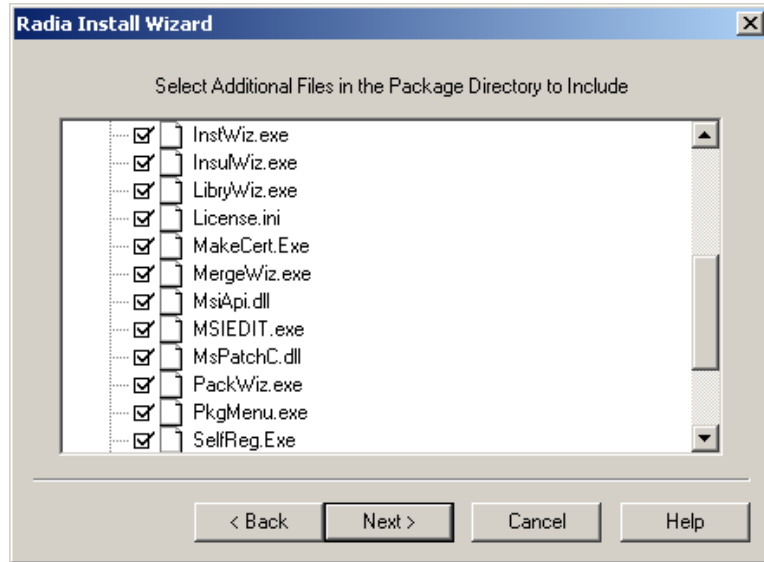 Radia Install Wizard
Select Additional Files in the Package Directory to Include
InstWiz.exe
InsulWiz.exe
LibryWiz.exe
License.ini
MakeCert.Exe
MergeWiz.exe
MsiApi.dll
MSIEDIT.exe
MsPatchC.dll
PackWiz.exe
PkgMenu.exe
SelfReg.Exe
< Back Next > Cancel Help